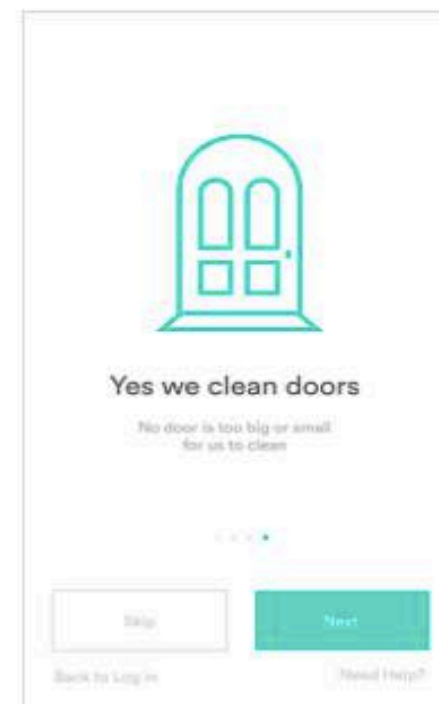 Yes we clean doors
No door is too big or small
for us to clean
Skip
Next
Back to Log in
Need Help?